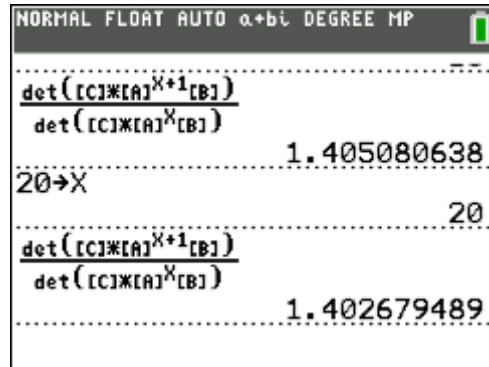 NORMAL FLOAT AUTO a+bi DEGREE MP
det([C]*[A]^X+1[B])
det([C]*[A]^X[B])
1.405080638
20→X
20
det([C]*[A]^X+1[B])
det([C]*[A]^X[B])
1.402679489